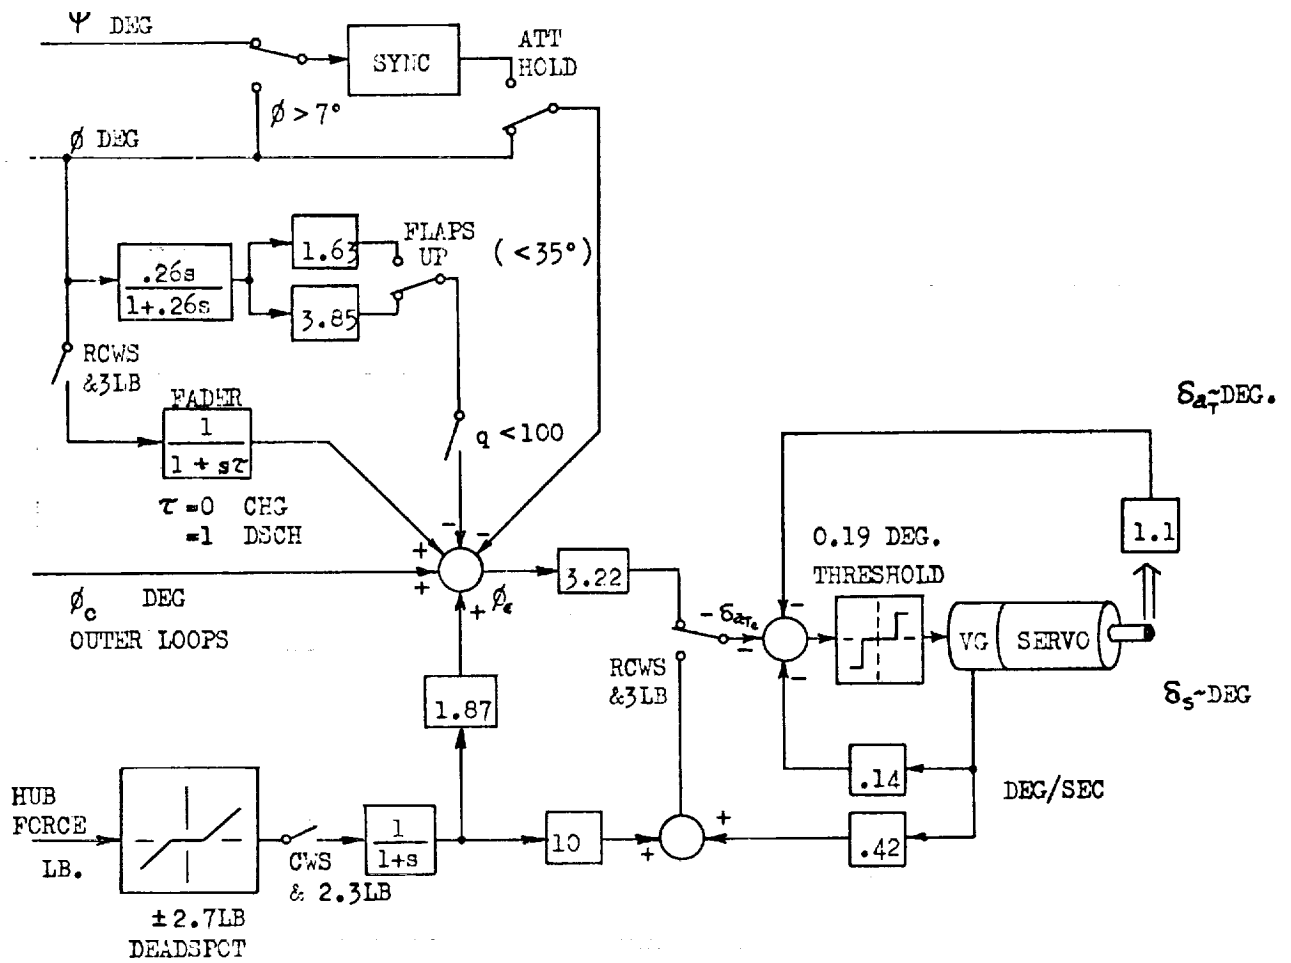 Ψ DEG
SYNC
ATT
HOLD
ϕ > 7°
ϕ DEG
.26s
1+.26s
1.63
3.85
FLAPS
UP
(<35°)
RCWS
&3LB
FADER
1
1 + sτ
τ =0 CHG
=1 DSCH
q <100
-
-
+
+
+
ϕc DEG
OUTER LOOPS
ϕε
3.22
- δaTε
-
-
-
0.19 DEG.
THRESHOLD
VG
SERVO
1.1
δaT~DEG.
δs~DEG
RCWS
&3LB
1.87
.14
DEG/SEC
.42
+
+
10
HUB
FORCE
LB.
±2.7LB
DEADSPOT
CWS
& 2.3LB
1
1+s